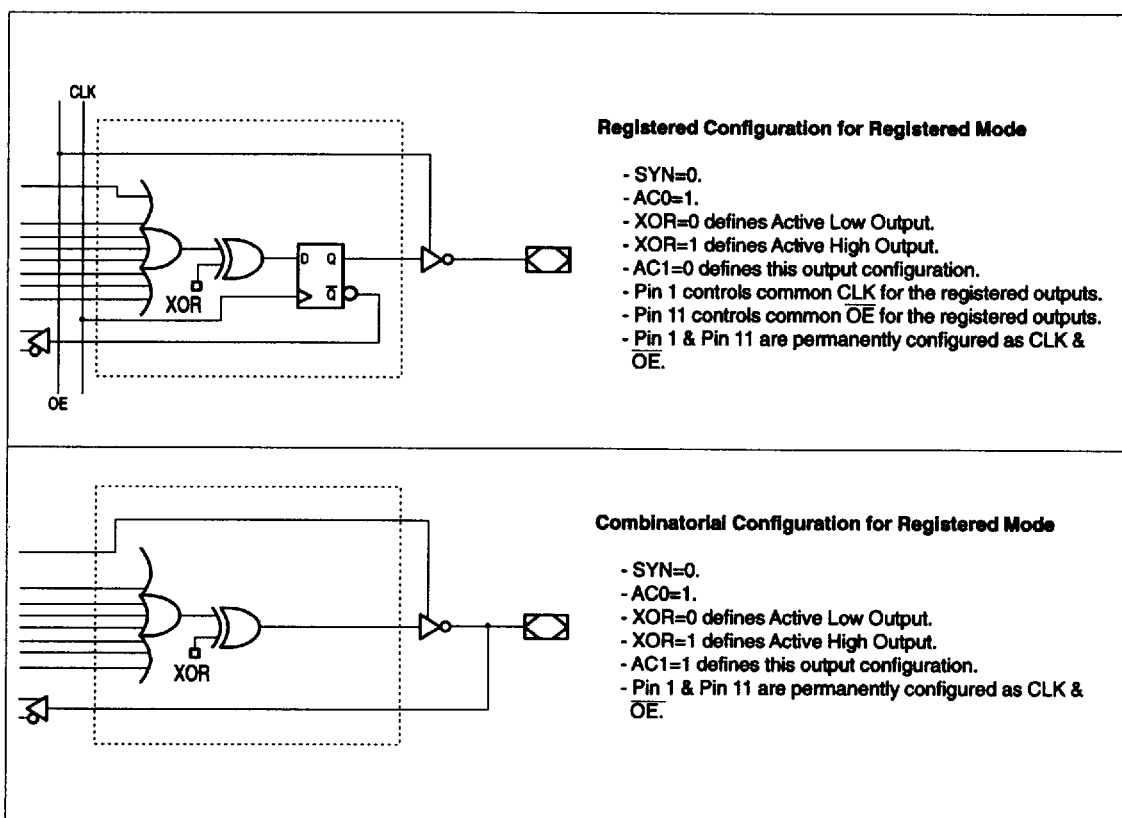 CLK
Registered Configuration for Registered Mode
- SYN=0.
- AC0=1.
- XOR=0 defines Active Low Output.
- XOR=1 defines Active High Output.
- AC1=0 defines this output configuration.
- Pin 1 controls common CLK for the registered outputs.
- Pin 11 controls common O̅E̅ for the registered outputs.
- Pin 1 & Pin 11 are permanently configured as CLK &
O̅E̅.
D Q
Q̅
XOR
OE
Combinatorial Configuration for Registered Mode
- SYN=0.
- AC0=1.
- XOR=0 defines Active Low Output.
- XOR=1 defines Active High Output.
- AC1=1 defines this output configuration.
- Pin 1 & Pin 11 are permanently configured as CLK &
O̅E̅.
XOR